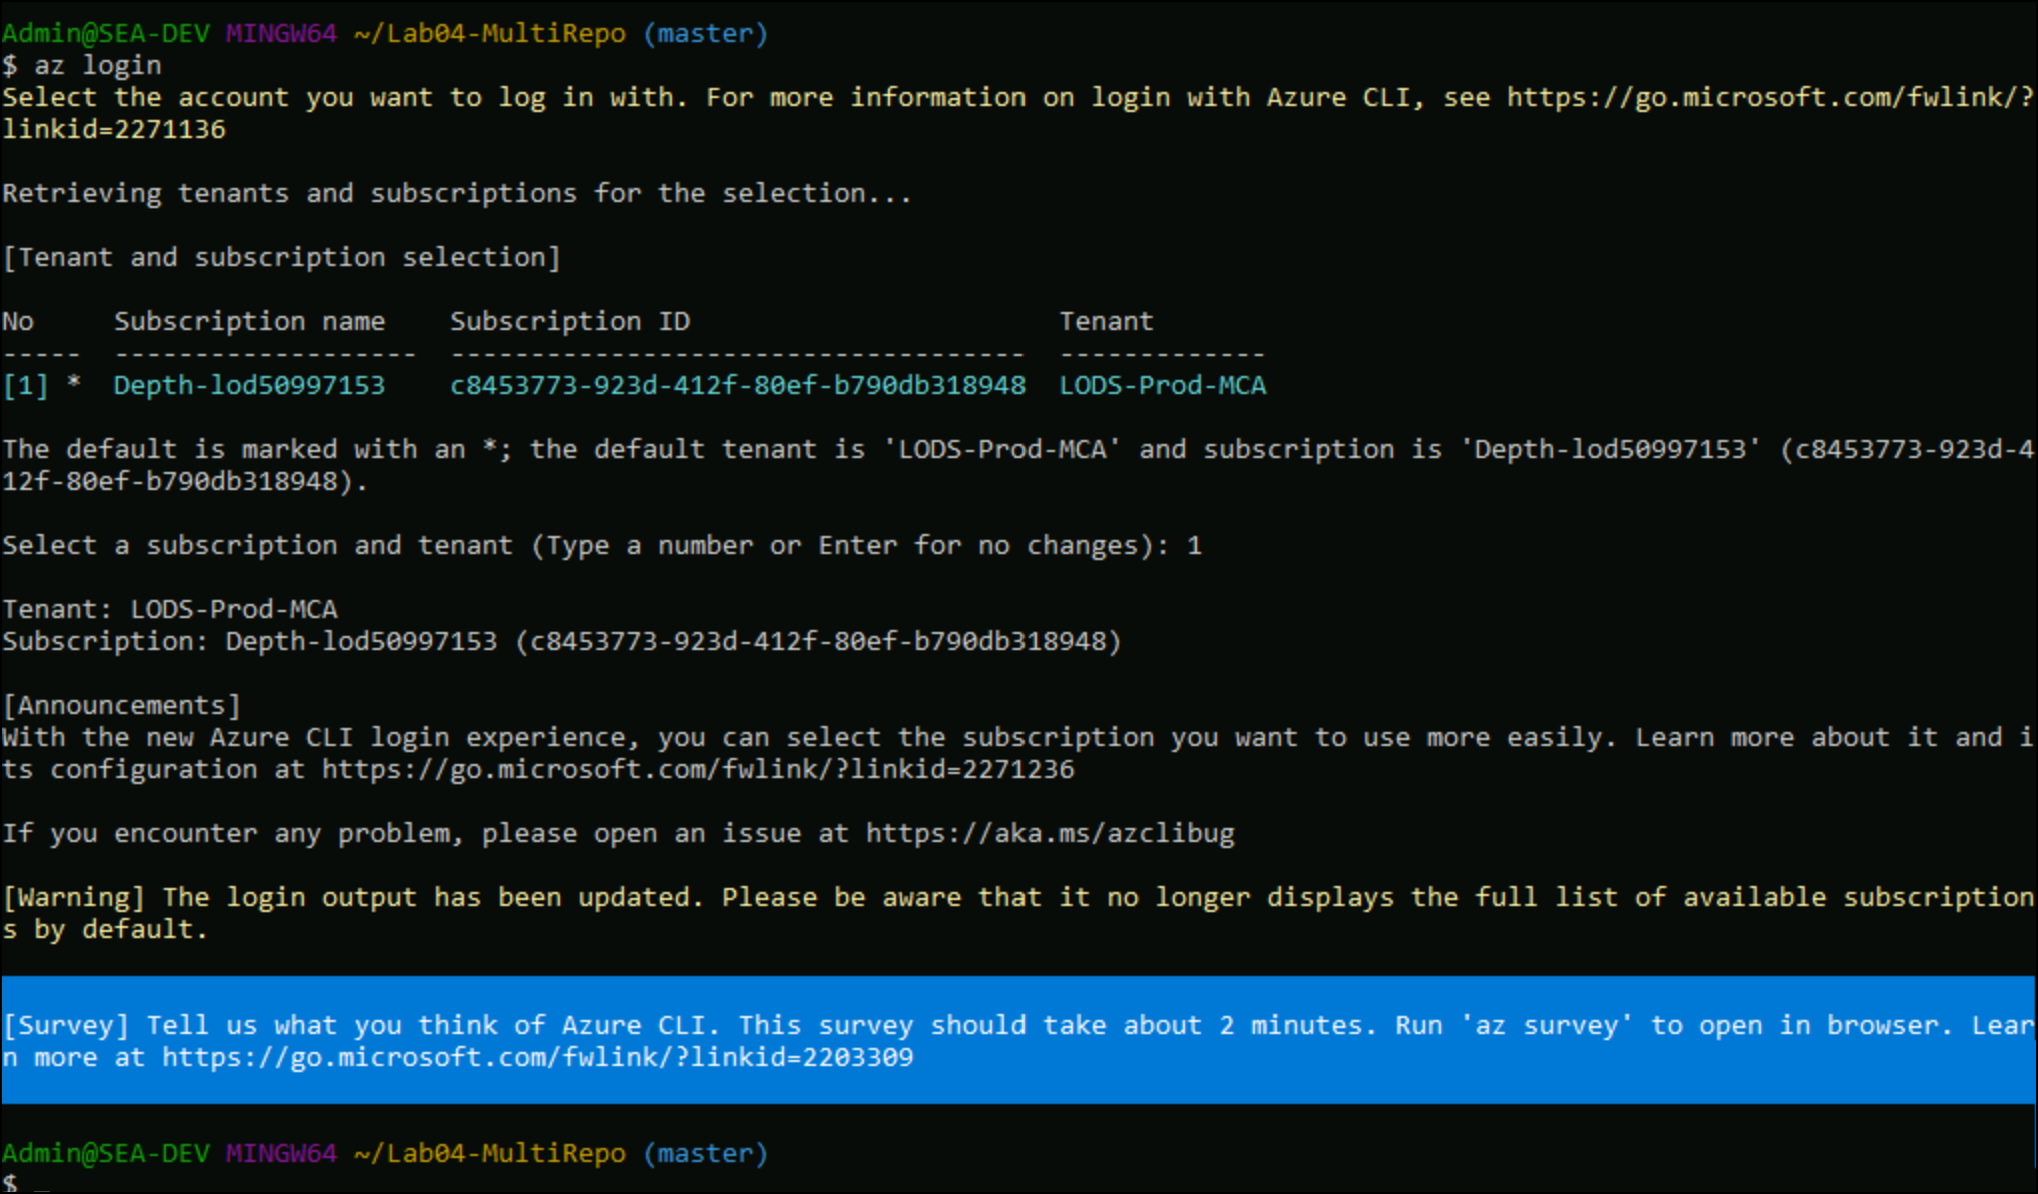 Admin@SEA-DEV MINGW64 ~/Lab04-MultiRepo (master)
$ az login
Select the account you want to log in with. For more information on login with Azure CLI, see https://go.microsoft.com/fwlink/?
linkid=2271136
Retrieving tenants and subscriptions for the selection...
[Tenant and subscription selection]
No     Subscription name    Subscription ID                       Tenant
-----  -------------------  ------------------------------------  -------------
[1] *  Depth-lod50997153    c8453773-923d-412f-80ef-b790db318948  LODS-Prod-MCA
The default is marked with an *; the default tenant is 'LODS-Prod-MCA' and subscription is 'Depth-lod50997153' (c8453773-923d-4
12f-80ef-b790db318948).
Select a subscription and tenant (Type a number or Enter for no changes): 1
Tenant: LODS-Prod-MCA
Subscription: Depth-lod50997153 (c8453773-923d-412f-80ef-b790db318948)
[Announcements]
With the new Azure CLI login experience, you can select the subscription you want to use more easily. Learn more about it and i
ts configuration at https://go.microsoft.com/fwlink/?linkid=2271236
If you encounter any problem, please open an issue at https://aka.ms/azclibug
[Warning] The login output has been updated. Please be aware that it no longer displays the full list of available subscription
s by default.
[Survey] Tell us what you think of Azure CLI. This survey should take about 2 minutes. Run 'az survey' to open in browser. Lear
n more at https://go.microsoft.com/fwlink/?linkid=2203309
Admin@SEA-DEV MINGW64 ~/Lab04-MultiRepo (master)
$ _